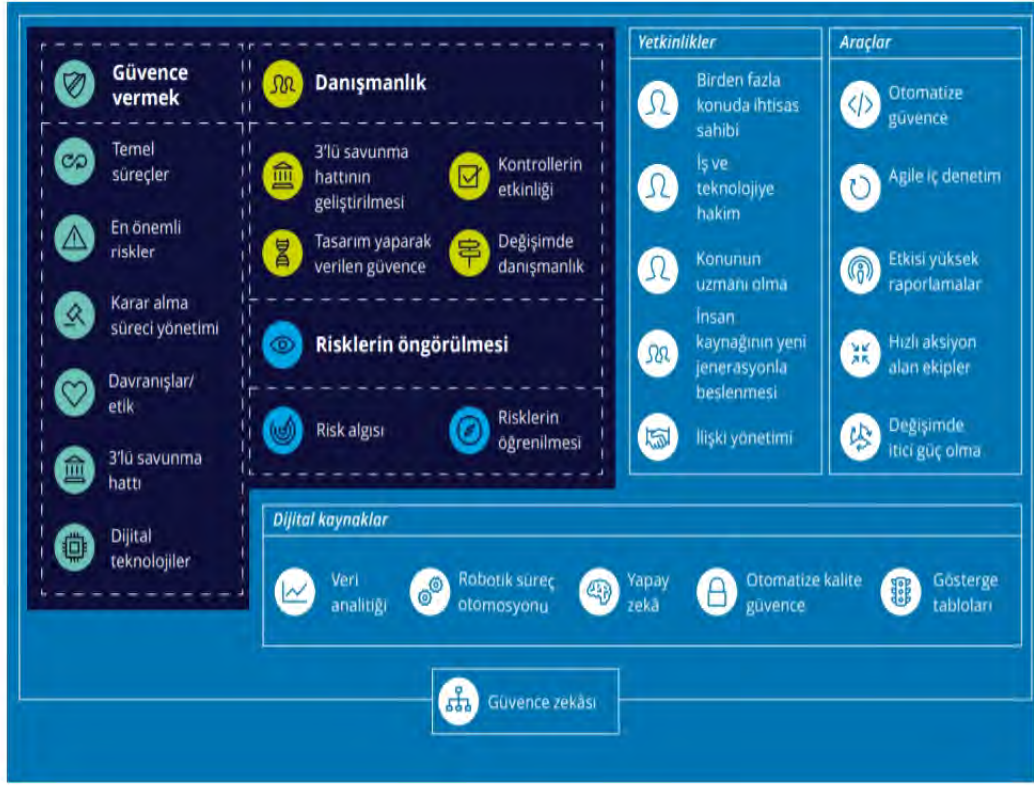 Güvence
vermek
Temel
süreçler
En önemli
riskler
Karar alma
süreci yönetimi
Davranışlar/
etik
3'lü savunma
hattı
Dijital
teknolojiler
Danışmanlık
3'lü savunma
hattının
geliştirilmesi
Kontrollerin
etkinliği
Tasarım yaparak
verilen güvence
Değişimde
danışmanlık
Risklerin öngörülmesi
Risk algısı
Risklerin
öğrenilmesi
Yetkinlikler
Birden fazla
konuda ihtisas
sahibi
İş ve
teknolojiye
hakim
Konunun
uzmanı olma
İnsan
kaynağının yeni
jenerasyonla
beslenmesi
İlişki yönetimi
Araçlar
Otomatize
güvence
Agile iç denetim
Etkisi yüksek
raporlamalar
Hızlı aksiyon
alan ekipler
Değişimde
itici güç olma
Dijital kaynaklar
Veri
analitiği
Robotik süreç
otomosyonu
Yapay
zekâ
Otomatize kalite
güvence
Gösterge
tabloları
Güvence zekâsı